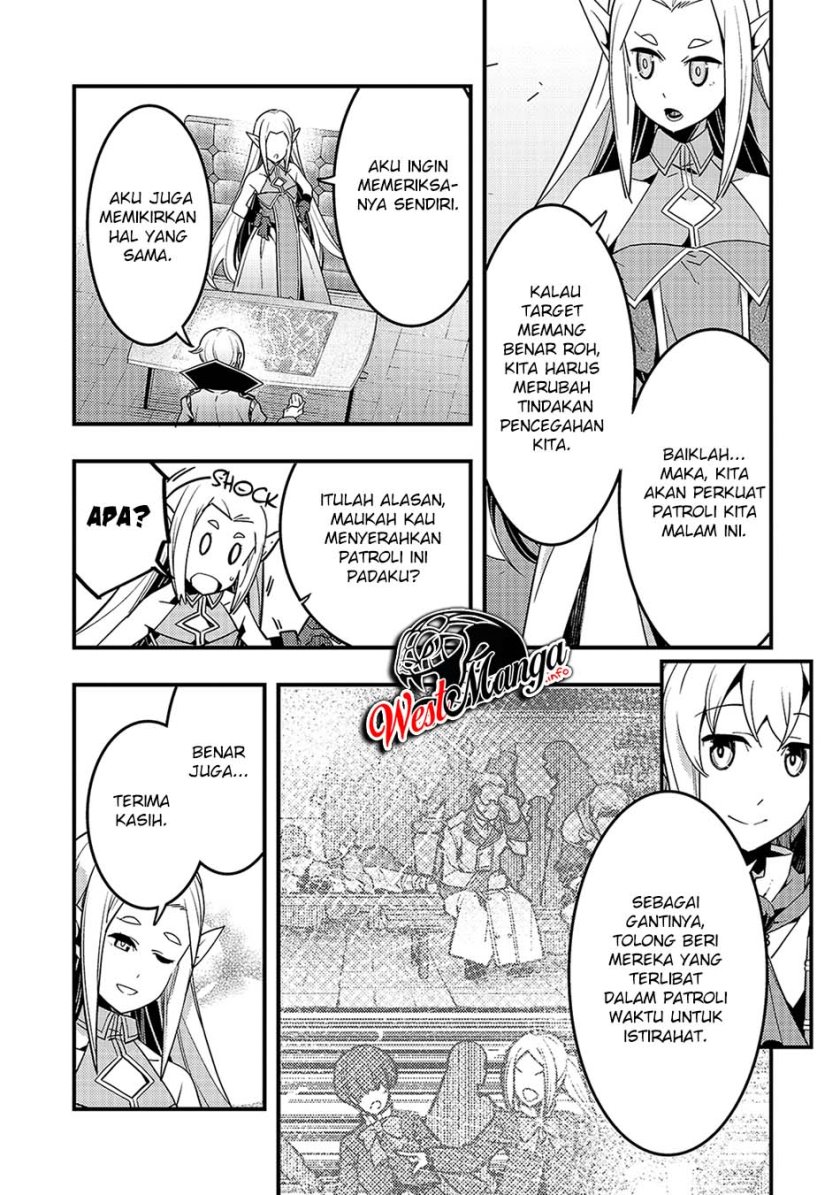 KALAU
TARGET
MEMANG
BENAR ROH,
KITA HARUS
MERUBAH
TINDAKAN
PENCEGAHAN
KITA.
BAIKLAH...
MAKA, KITA
AKAN PERKUAT
PATROLI KITA
MALAM INI.
AKU INGIN
MEMERIKSA-
NYA SENDIRI.
AKU JUGA
MEMIKIRKAN
HAL YANG
SAMA.
ITULAH ALASAN,
MAUKAH KAU
MENYERAHKAN
PATROLI INI
PADAKU?
SHOCK
APA?
WestManga
.info
SEBAGAI
GANTINYA,
TOLONG BERI
MEREKA YANG
TERLIBAT
DALAM PATROLI
WAKTU UNTUK
ISTIRAHAT.
BENAR
JUGA...
TERIMA
KASIH.